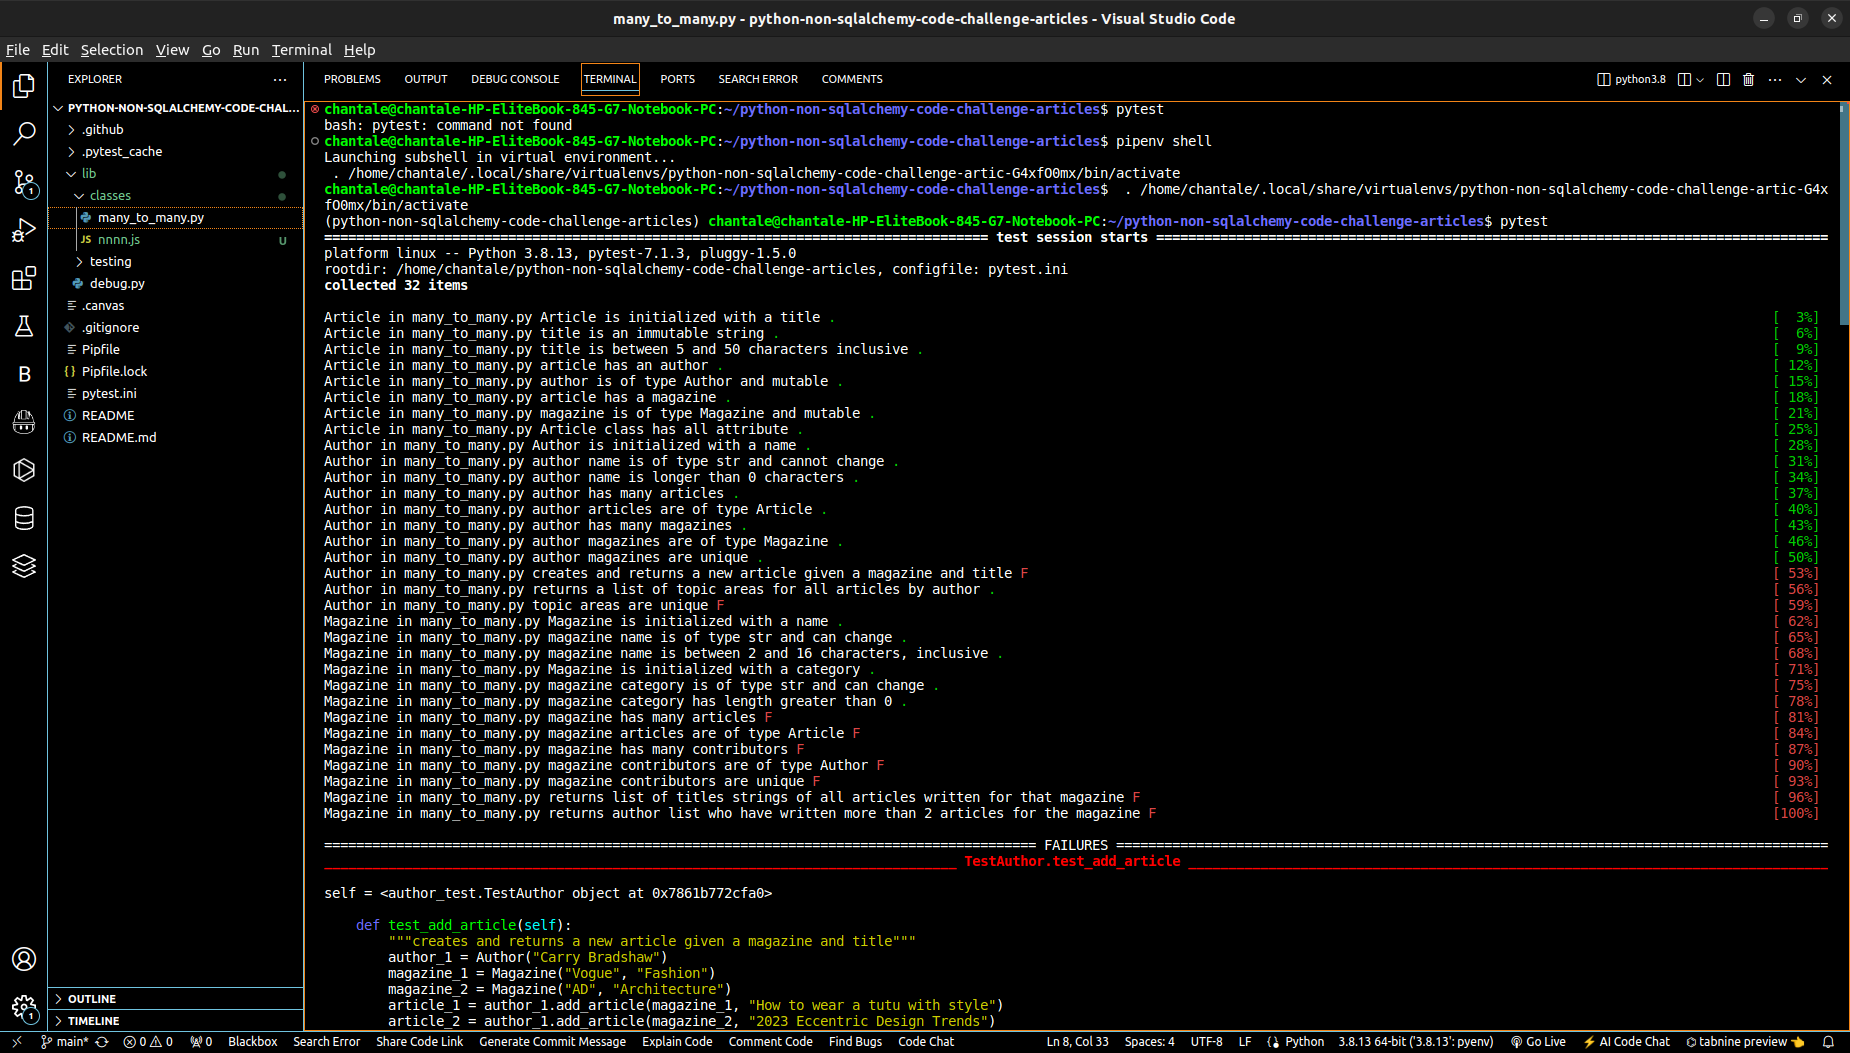 many_to_many.py - python-non-sqlalchemy-code-challenge-articles - Visual Studio Code
File Edit Selection View Go Run Terminal Help
EXPLORER
PYTHON-NON-SQLALCHEMY-CODE-CHAL...
.github
.pytest_cache
lib
classes
many_to_many.py
JS nnnn.js U
testing
debug.py
.canvas
.gitignore
Pipfile
{} Pipfile.lock
pytest.ini
README
README.md
OUTLINE
TIMELINE
PROBLEMS OUTPUT DEBUG CONSOLE TERMINAL PORTS SEARCH ERROR COMMENTS python3.8
chantale@chantale-HP-EliteBook-845-G7-Notebook-PC:~/python-non-sqlalchemy-code-challenge-articles$ pytest
bash: pytest: command not found
chantale@chantale-HP-EliteBook-845-G7-Notebook-PC:~/python-non-sqlalchemy-code-challenge-articles$ pipenv shell
Launching subshell in virtual environment...
 . /home/chantale/.local/share/virtualenvs/python-non-sqlalchemy-code-challenge-artic-G4xfO0mx/bin/activate
chantale@chantale-HP-EliteBook-845-G7-Notebook-PC:~/python-non-sqlalchemy-code-challenge-articles$  . /home/chantale/.local/share/virtualenvs/python-non-sqlalchemy-code-challenge-artic-G4x
fO0mx/bin/activate
(python-non-sqlalchemy-code-challenge-articles) chantale@chantale-HP-EliteBook-845-G7-Notebook-PC:~/python-non-sqlalchemy-code-challenge-articles$ pytest
=== test session starts ===
platform linux -- Python 3.8.13, pytest-7.1.3, pluggy-1.5.0
rootdir: /home/chantale/python-non-sqlalchemy-code-challenge-articles, configfile: pytest.ini
collected 32 items
Article in many_to_many.py Article is initialized with a title . [  3%]
Article in many_to_many.py title is an immutable string . [  6%]
Article in many_to_many.py title is between 5 and 50 characters inclusive . [  9%]
Article in many_to_many.py article has an author . [ 12%]
Article in many_to_many.py author is of type Author and mutable . [ 15%]
Article in many_to_many.py article has a magazine . [ 18%]
Article in many_to_many.py magazine is of type Magazine and mutable . [ 21%]
Article in many_to_many.py Article class has all attribute . [ 25%]
Author in many_to_many.py Author is initialized with a name . [ 28%]
Author in many_to_many.py author name is of type str and cannot change . [ 31%]
Author in many_to_many.py author name is longer than 0 characters . [ 34%]
Author in many_to_many.py author has many articles . [ 37%]
Author in many_to_many.py author articles are of type Article . [ 40%]
Author in many_to_many.py author has many magazines . [ 43%]
Author in many_to_many.py author magazines are of type Magazine . [ 46%]
Author in many_to_many.py author magazines are unique . [ 50%]
Author in many_to_many.py creates and returns a new article given a magazine and title F [ 53%]
Author in many_to_many.py returns a list of topic areas for all articles by author . [ 56%]
Author in many_to_many.py topic areas are unique F [ 59%]
Magazine in many_to_many.py Magazine is initialized with a name . [ 62%]
Magazine in many_to_many.py magazine name is of type str and can change . [ 65%]
Magazine in many_to_many.py magazine name is between 2 and 16 characters, inclusive . [ 68%]
Magazine in many_to_many.py Magazine is initialized with a category . [ 71%]
Magazine in many_to_many.py magazine category is of type str and can change . [ 75%]
Magazine in many_to_many.py magazine category has length greater than 0 . [ 78%]
Magazine in many_to_many.py magazine has many articles F [ 81%]
Magazine in many_to_many.py magazine articles are of type Article F [ 84%]
Magazine in many_to_many.py magazine has many contributors F [ 87%]
Magazine in many_to_many.py magazine contributors are of type Author F [ 90%]
Magazine in many_to_many.py magazine contributors are unique F [ 93%]
Magazine in many_to_many.py returns list of titles strings of all articles written for that magazine F [ 96%]
Magazine in many_to_many.py returns author list who have written more than 2 articles for the magazine F [100%]
=== FAILURES ===
___ TestAuthor.test_add_article ___
self = <author_test.TestAuthor object at 0x7861b772cfa0>
    def test_add_article(self):
        """creates and returns a new article given a magazine and title"""
        author_1 = Author("Carry Bradshaw")
        magazine_1 = Magazine("Vogue", "Fashion")
        magazine_2 = Magazine("AD", "Architecture")
        article_1 = author_1.add_article(magazine_1, "How to wear a tutu with style")
        article_2 = author_1.add_article(magazine_2, "2023 Eccentric Design Trends")
main* 0 0 0 Blackbox Search Error Share Code Link Generate Commit Message Explain Code Comment Code Find Bugs Code Chat Ln 8, Col 33 Spaces: 4 UTF-8 LF Python 3.8.13 64-bit ('3.8.13': pyenv) Go Live AI Code Chat tabnine preview